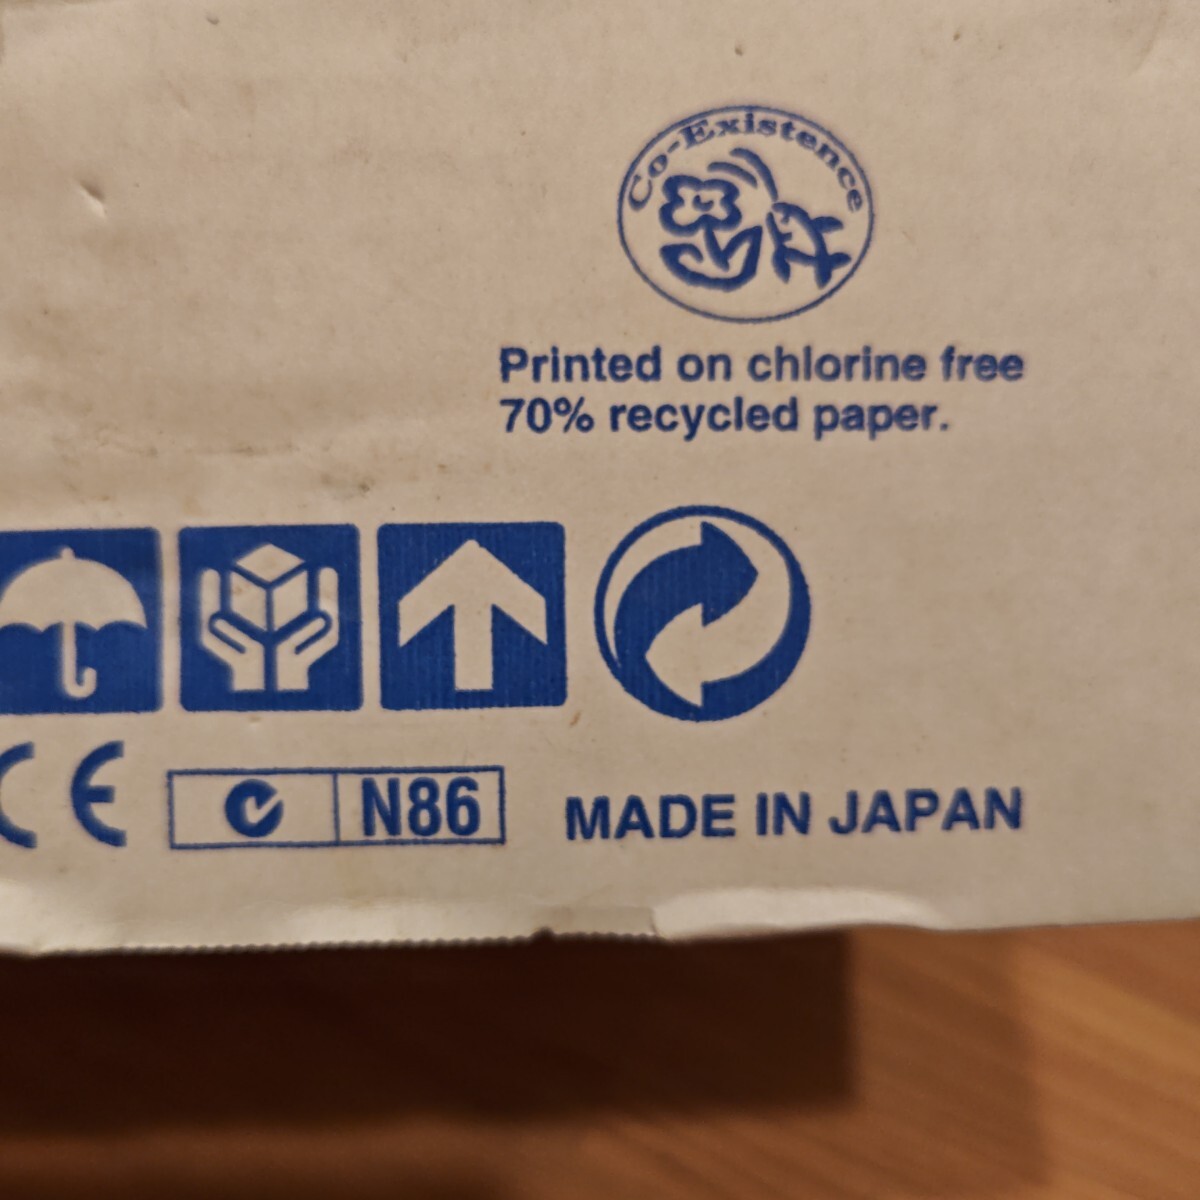 Co-Existence
Printed on chlorine free
70% recycled paper.
CE
N86
MADE IN JAPAN